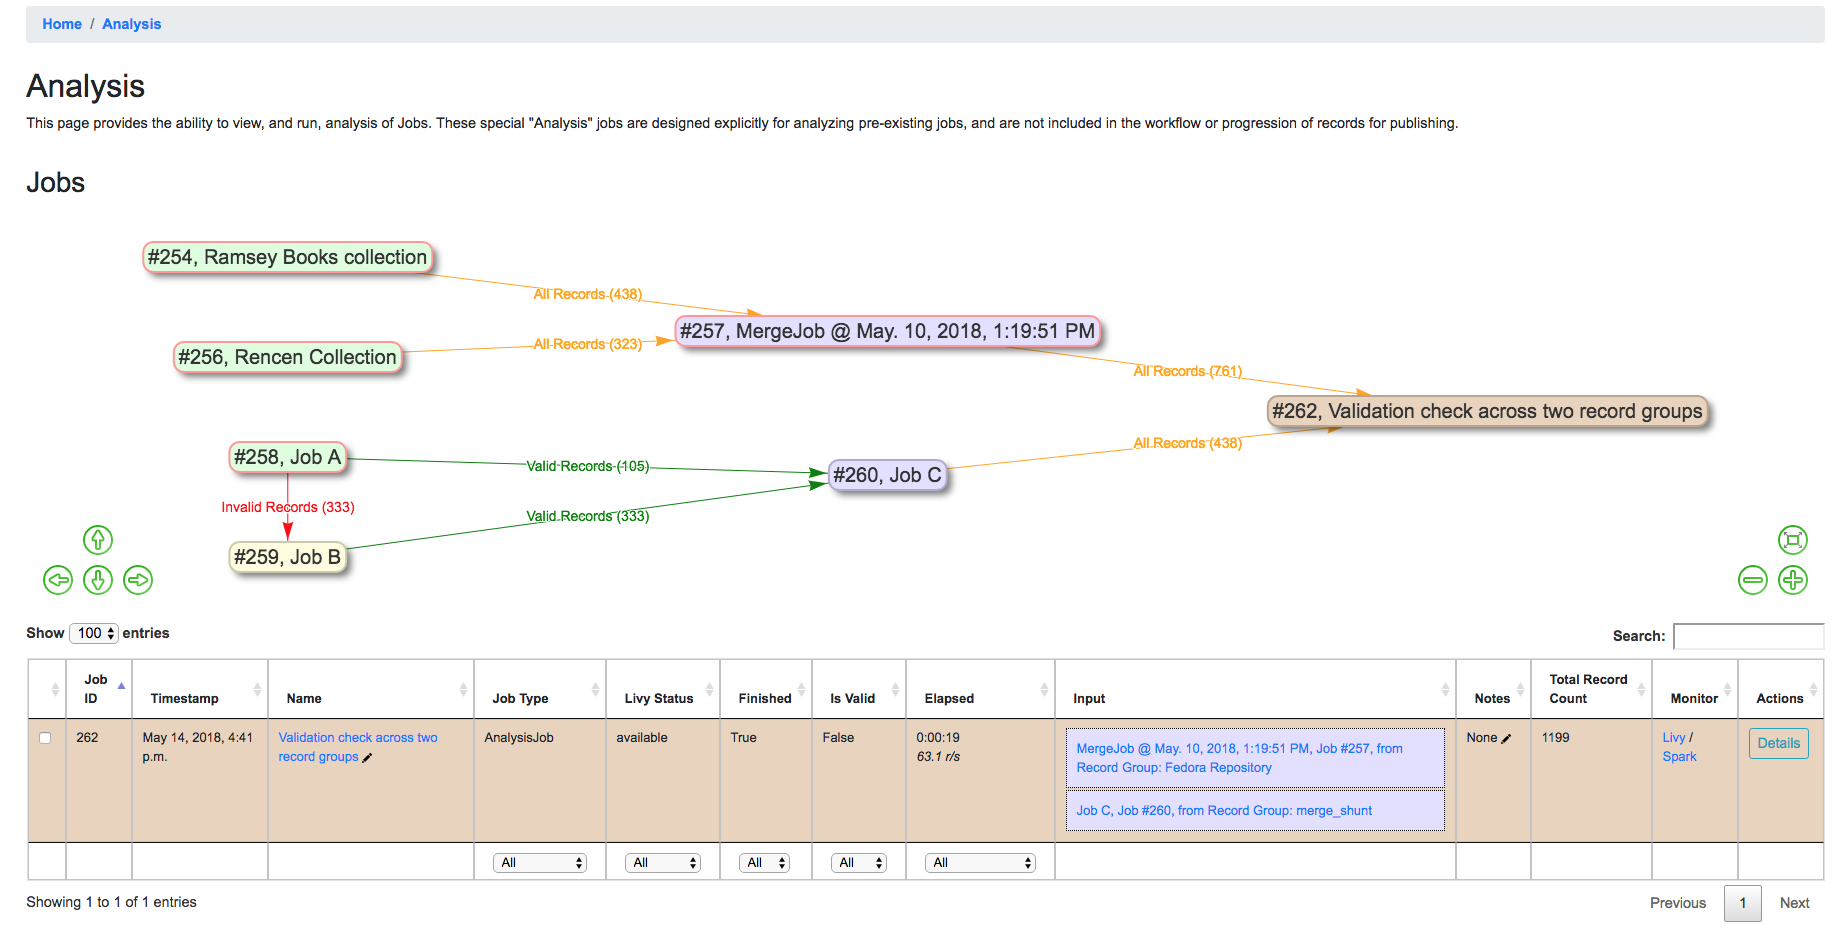 Home / Analysis
Analysis
This page provides the ability to view, and run, analysis of Jobs. These special "Analysis" jobs are designed explicitly for analyzing pre-existing jobs, and are not included in the workflow or progression of records for publishing.
Jobs
#254, Ramsey Books collection
All Records (438)
#257, MergeJob @ May. 10, 2018, 1:19:51 PM
#256, Rencen Collection
All Records (323)
All Records (761)
#262, Validation check across two record groups
All Records (438)
#258, Job A
Valid Records (105)
#260, Job C
Invalid Records (333)
Valid Records (333)
#259, Job B
Show 100 entries
Search:
Job ID Timestamp Name Job Type Livy Status Finished Is Valid Elapsed Input Notes Total Record Count Monitor Actions
262 May 14, 2018, 4:41 p.m. Validation check across two record groups AnalysisJob available True False 0:00:19 63.1 r/s
MergeJob @ May. 10, 2018, 1:19:51 PM, Job #257, from
Record Group: Fedora Repository
Job C, Job #260, from Record Group: merge_shunt
None 1199 Livy / Spark Details
All All All All All
Showing 1 to 1 of 1 entries
Previous 1 Next